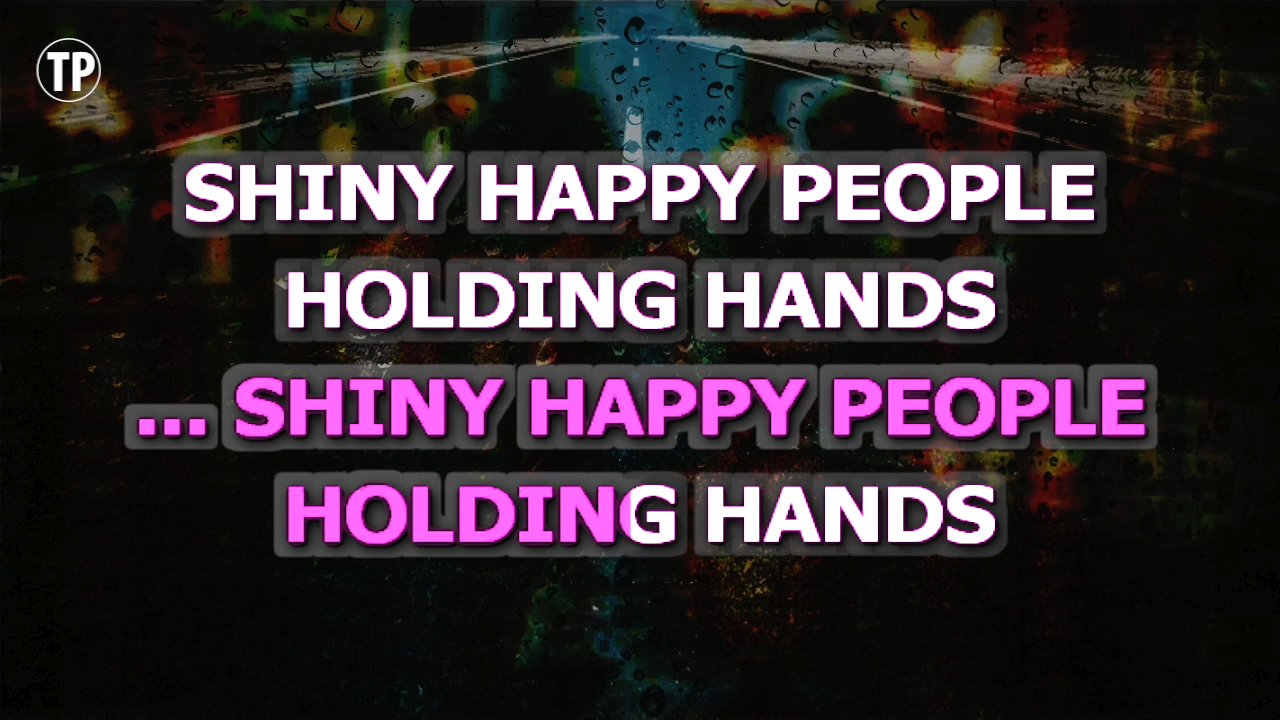 TP
SHINY HAPPY PEOPLE
HOLDING HANDS
... SHINY HAPPY PEOPLE
HOLDING HANDS